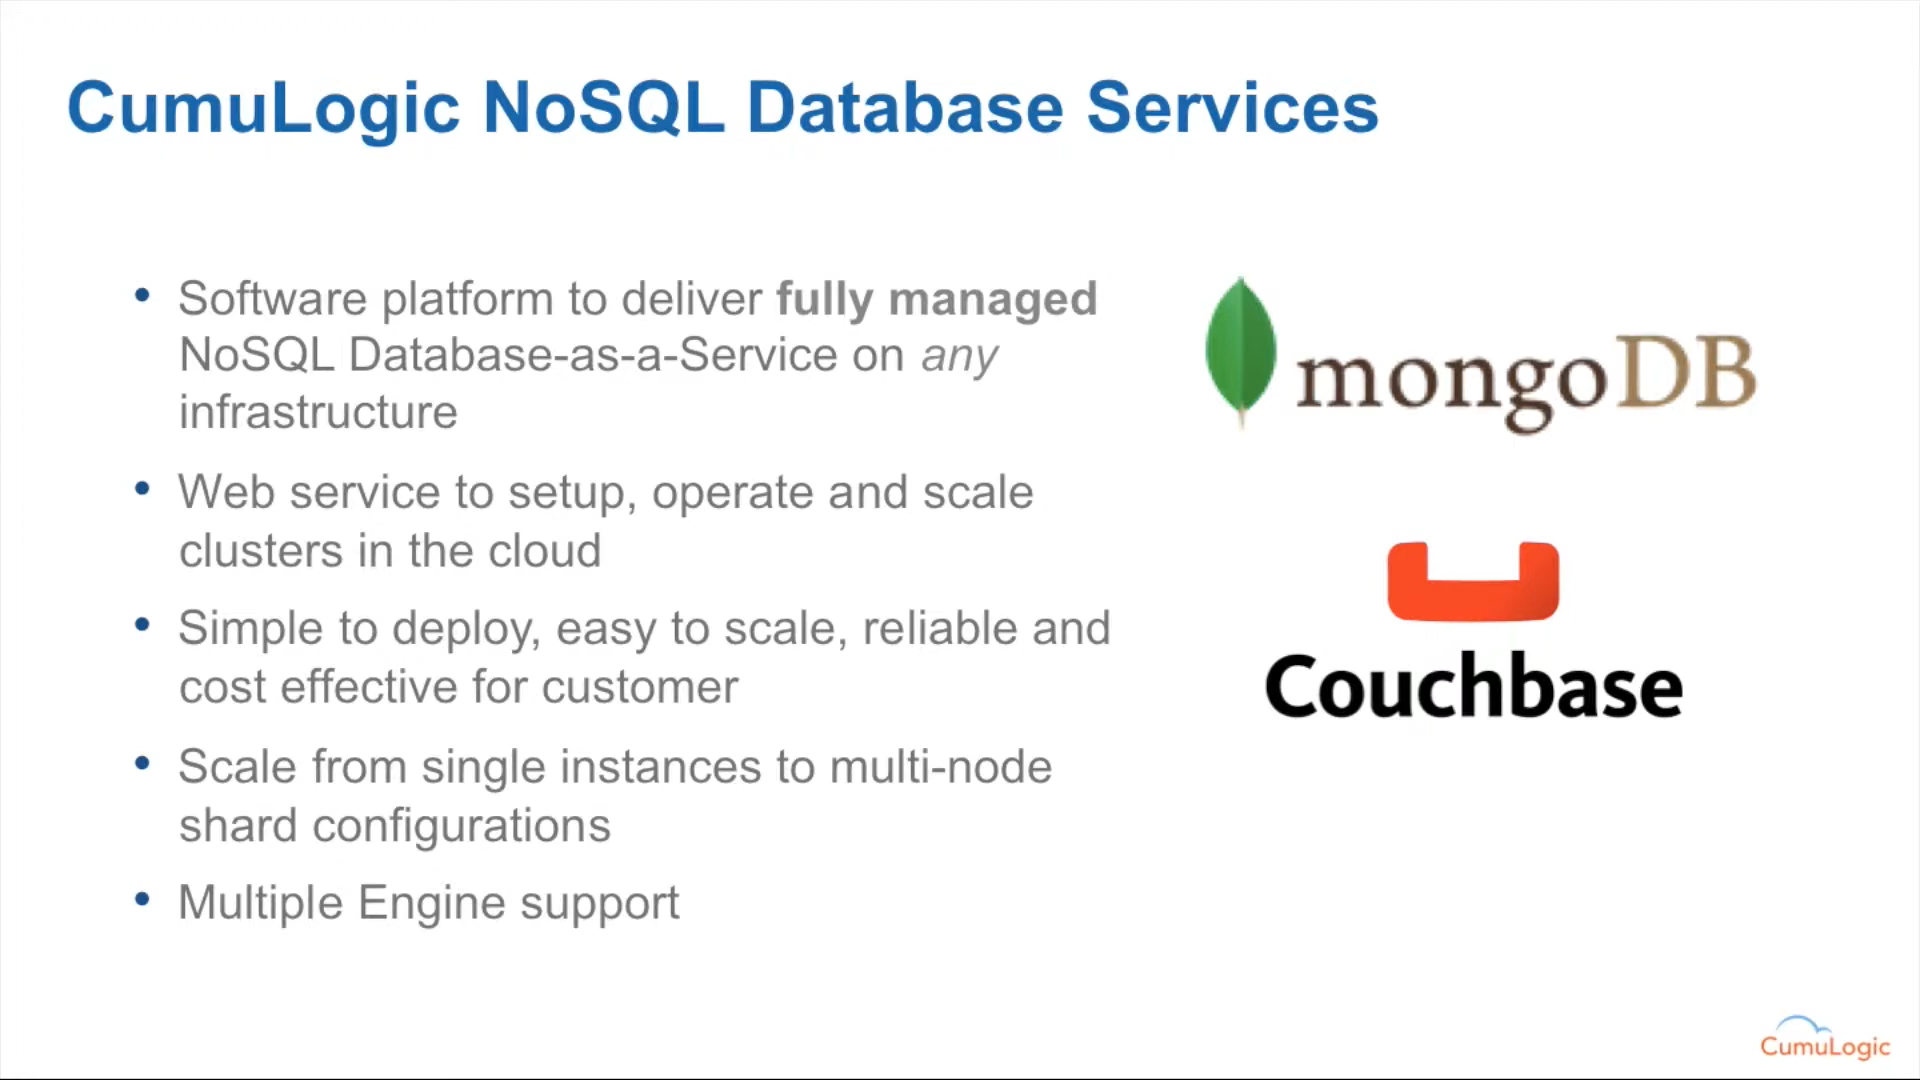 CumuLogic NoSQL Database Services
• Software platform to deliver fully managed
NoSQL Database-as-a-Service on any
infrastructure
• Web service to setup, operate and scale
clusters in the cloud
• Simple to deploy, easy to scale, reliable and
cost effective for customer
• Scale from single instances to multi-node
shard configurations
• Multiple Engine support
mongoDB
Couchbase
CumuLogic